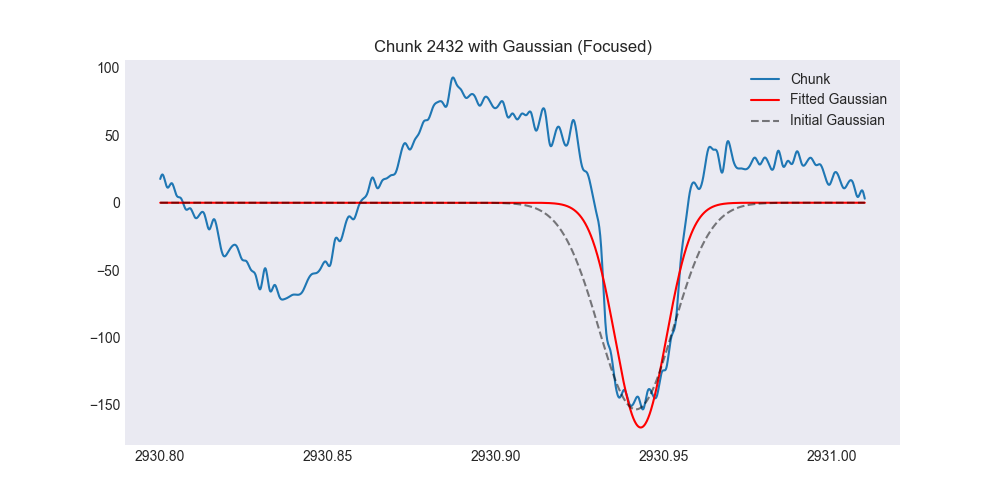 Chunk 2432 with Gaussian (Focused)
100
50
0
−50
−100
−150
Chunk
Fitted Gaussian
Initial Gaussian
2930.80
2930.85
2930.90
2930.95
2931.00